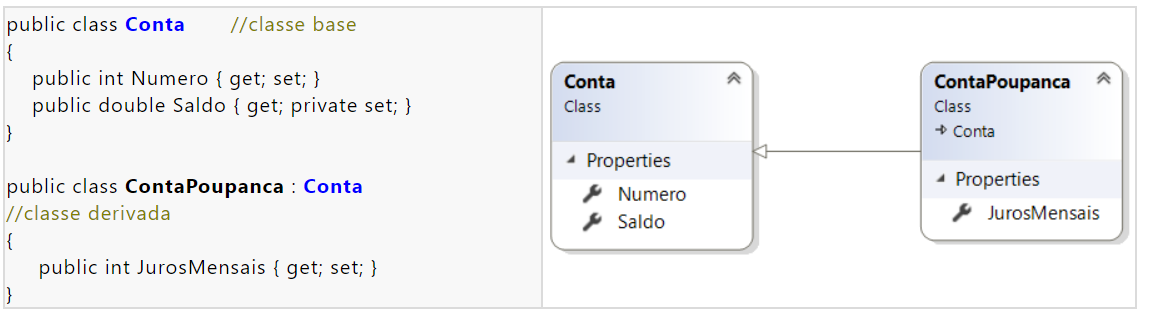 public class Conta //classe base
{
public int Numero { get; set; }
public double Saldo { get; private set; }
}
public class ContaPoupanca : Conta
//classe derivada
{
public int JurosMensais { get; set; }
}
Conta
Class
Properties
Numero
Saldo
ContaPoupanca
Class
Conta
Properties
JurosMensais